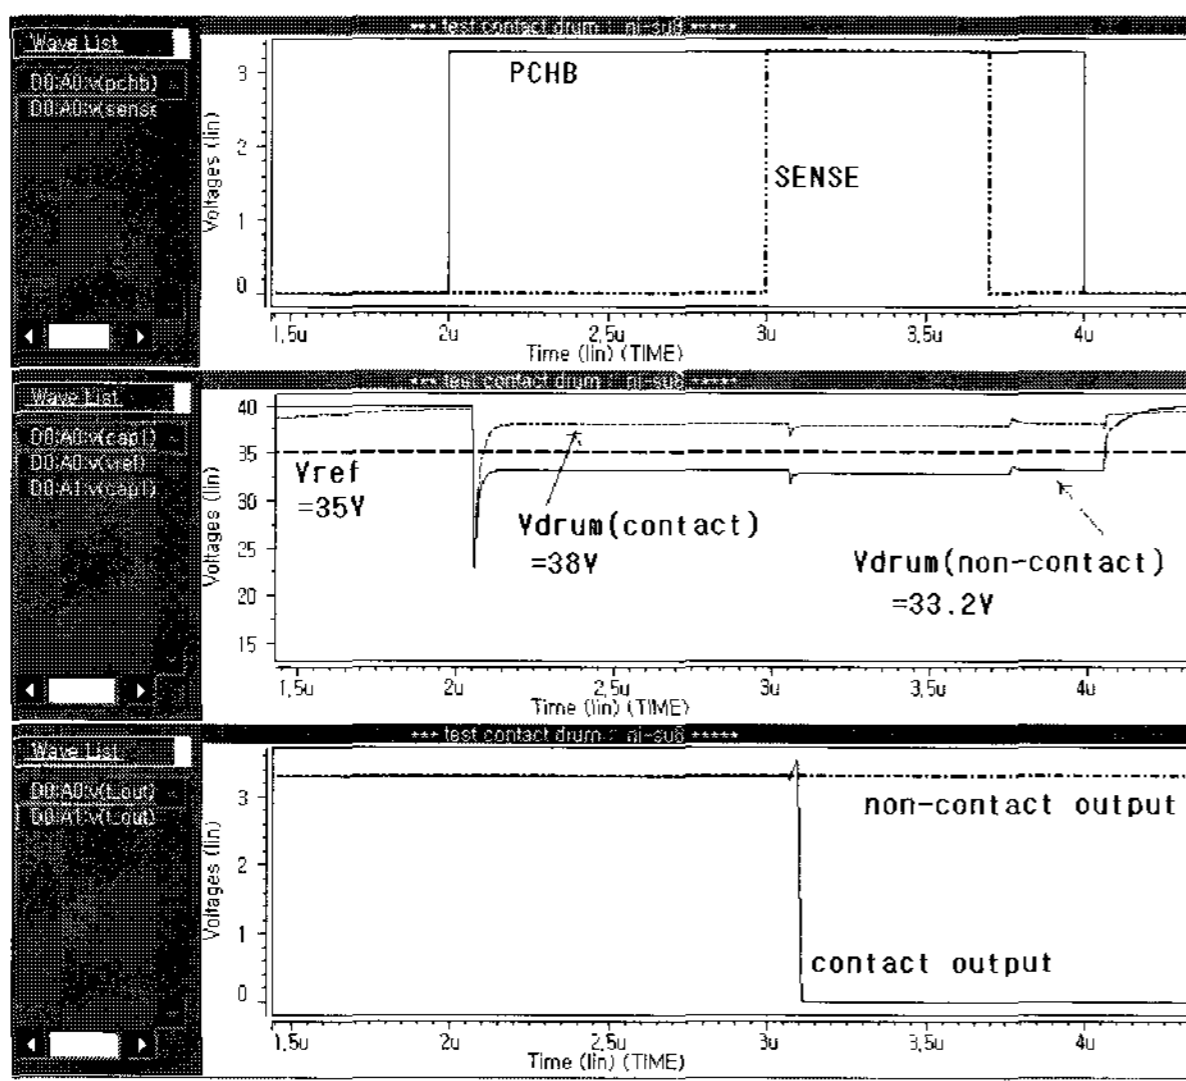 *** test contact drum : ni-su8 *****
Wave List
D0:A0:v(pchb)
D0:A0:v(sense
Voltages (lin)
3
2
1
0
PCHB
SENSE
1,5u 2u 2,5u 3u 3,5u 4u
Time (lin) (TIME)
*** test contact drum : ni-su8 *****
Wave List
D0:A0:v(cap1)
D0:A0:v(vref)
D0:A1:v(cap1)
Voltages (lin)
40
35
30
25
20
15
Vref
=35V
Vdrum(contact)
=38V
Vdrum(non-contact)
=33.2V
1,5u 2u 2,5u 3u 3,5u 4u
Time (lin) (TIME)
*** test contact drum : ni-su8 *****
Wave List
D0:A0:v(t_out)
D0:A1:v(t_out)
Voltages (lin)
3
2
1
0
non-contact output
contact output
1,5u 2u 2,5u 3u 3,5u 4u
Time (lin) (TIME)